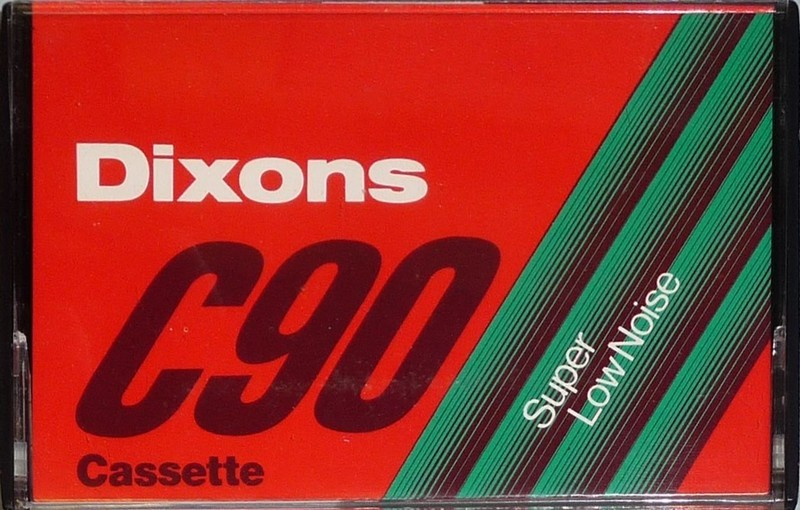 Dixons
C90
Cassette
Super
Low Noise